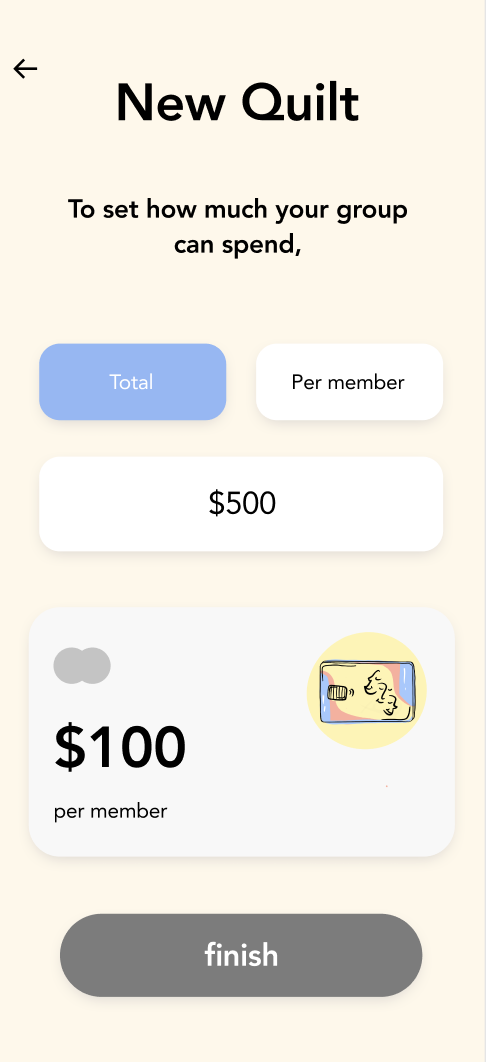 New Quilt
To set how much your group
can spend,
Total
Per member
$500
$100
per member
finish